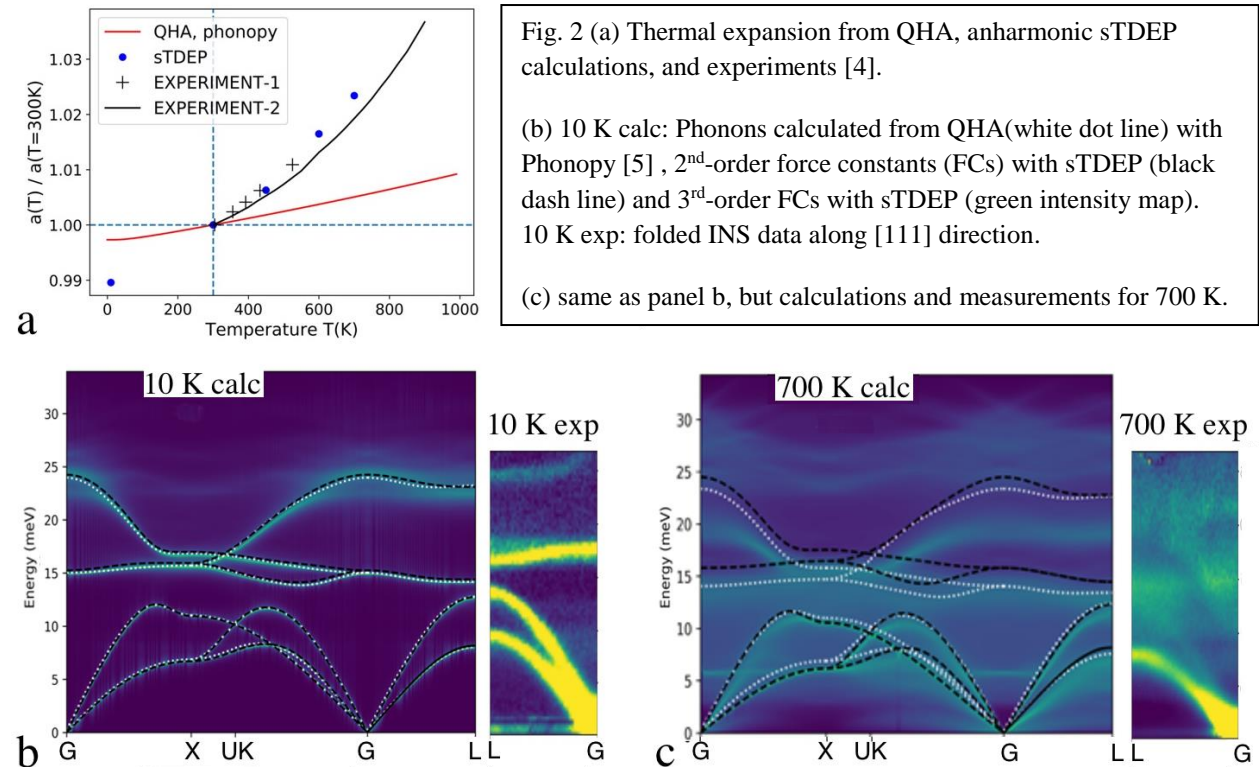 QHA, phonopy
sTDEP
EXPERIMENT-1
EXPERIMENT-2
1.03
1.02
1.01
1.00
0.99
a(T) / a(T=300K)
0 200 400 600 800 1000
Temperature T(K)
a
Fig. 2 (a) Thermal expansion from QHA, anharmonic sTDEP
calculations, and experiments [4].
(b) 10 K calc: Phonons calculated from QHA(white dot line) with
Phonopy [5] , 2nd-order force constants (FCs) with sTDEP (black
dash line) and 3rd-order FCs with sTDEP (green intensity map).
10 K exp: folded INS data along [111] direction.
(c) same as panel b, but calculations and measurements for 700 K.
10 K calc
30
25
20
15
10
5
0
Energy (meV)
G X UK G L
b
10 K exp
L G
700 K calc
30
25
20
15
10
5
0
Energy (meV)
G X UK G L
c
700 K exp
L G